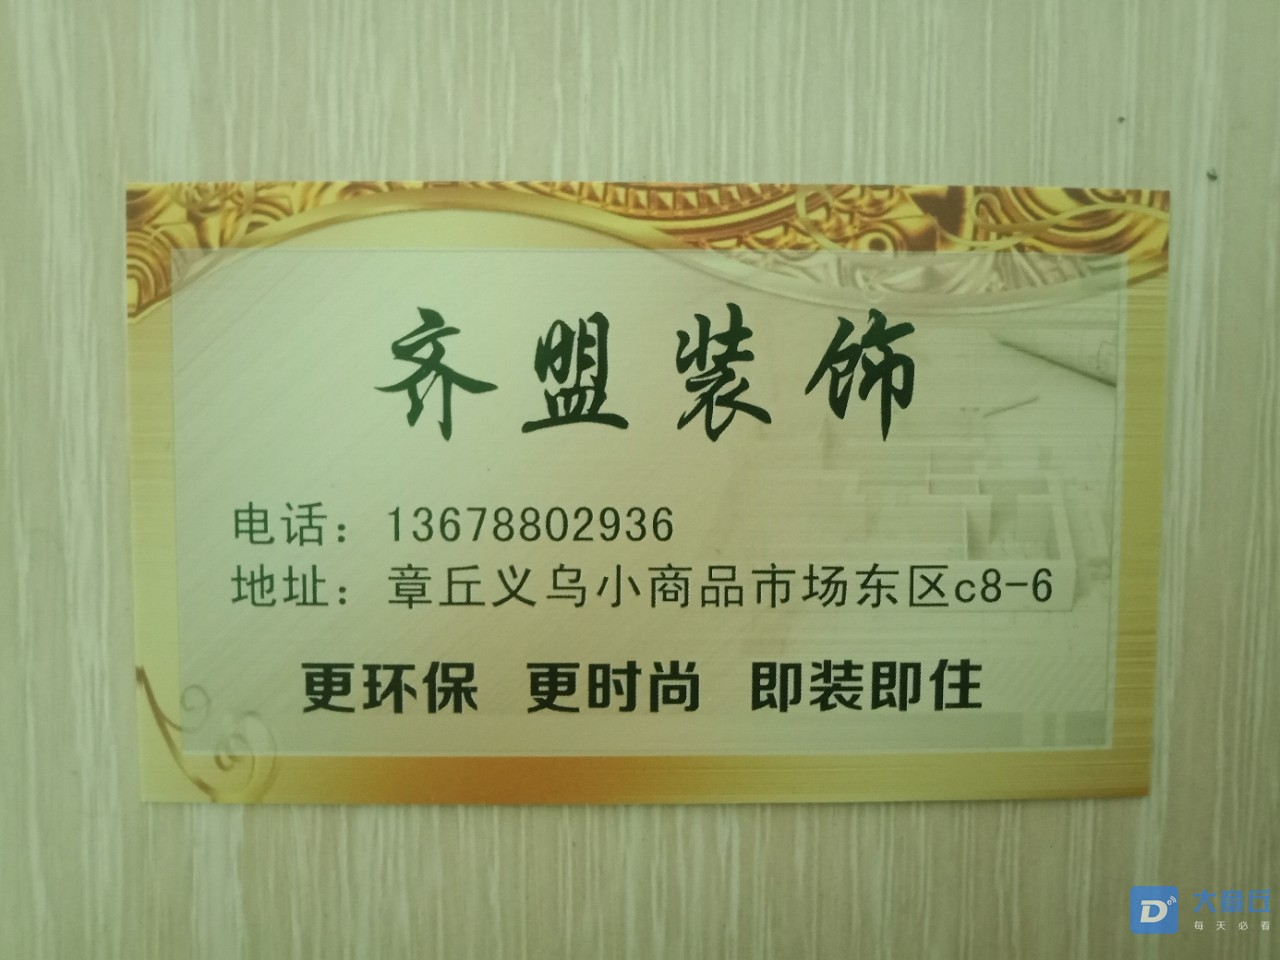 齐盟装饰
电话：13678802936
地址：章丘义乌小商品市场东区c8-6
更环保 更时尚 即装即住
D 大章丘
每天必看